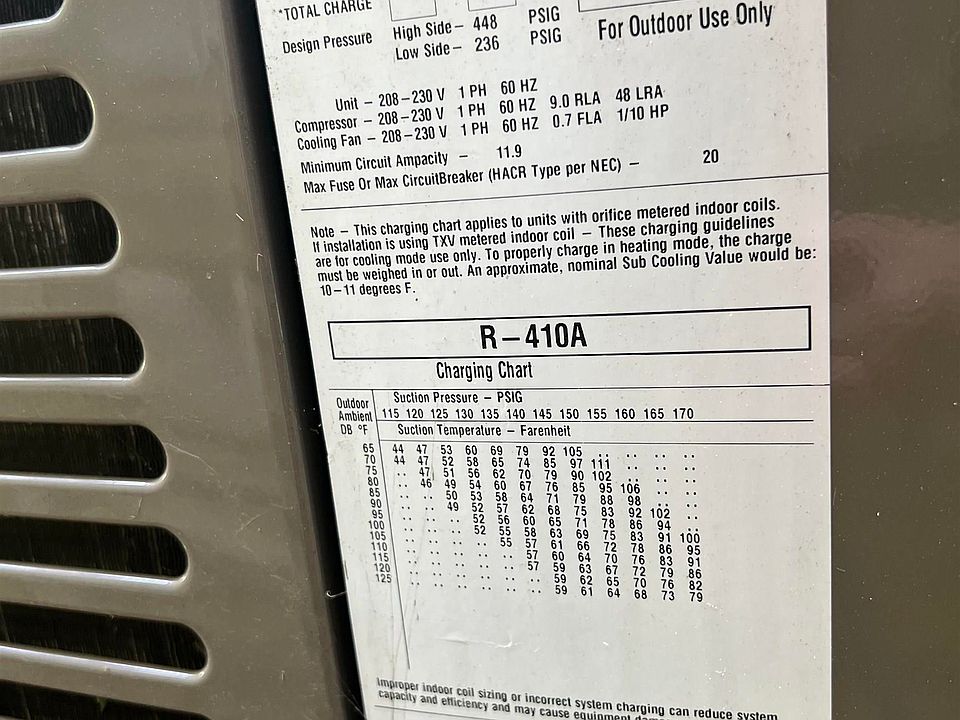 *TOTAL CHARGE
Design Pressure High Side – 448 PSIG
Low Side – 236 PSIG
For Outdoor Use Only
Unit – 208–230 V 1 PH 60 HZ
Compressor – 208–230 V 1 PH 60 HZ 9.0 RLA 48 LRA
Cooling Fan – 208–230 V 1 PH 60 HZ 0.7 FLA 1/10 HP
Minimum Circuit Ampacity – 11.9
Max Fuse Or Max CircuitBreaker (HACR Type per NEC) – 20
Note – This charging chart applies to units with orifice metered indoor coils.
If installation is using TXV metered indoor coil – These charging guidelines
are for cooling mode use only. To properly charge in heating mode, the charge
must be weighed in or out. An approximate, nominal Sub Cooling Value would be:
10–11 degrees F.
R–410A
Charging Chart
Outdoor Suction Pressure – PSIG
Ambient 115 120 125 130 135 140 145 150 155 160 165 170
DB °F Suction Temperature – Farenheit
65 44 47 53 60 69 79 92 105 .. .. .. ..
70 44 47 52 58 65 74 85 97 111 .. .. ..
75 .. 47 51 56 62 70 79 90 102 .. .. ..
80 .. 46 49 54 60 67 76 85 95 106 .. ..
85 .. .. 50 53 58 64 71 79 88 98 .. ..
90 .. .. 49 52 57 62 68 75 83 92 102 ..
95 .. .. .. 52 56 60 65 71 78 86 94 ..
100 .. .. .. 52 55 58 63 69 75 83 91 100
105 .. .. .. .. 55 57 61 66 72 78 86 95
110 .. .. .. .. .. 57 60 64 70 76 83 91
115 .. .. .. .. .. 57 59 63 67 72 79 86
120 .. .. .. .. .. .. 59 62 65 70 76 82
125 .. .. .. .. .. .. 59 61 64 68 73 79
Improper indoor coil sizing or incorrect system charging can reduce system
capacity and efficiency and may cause equipment